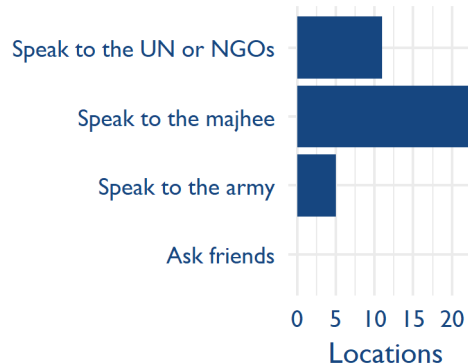 Speak to the UN or NGOs
Speak to the majhee
Speak to the army
Ask friends
0 5 10 15 20
Locations